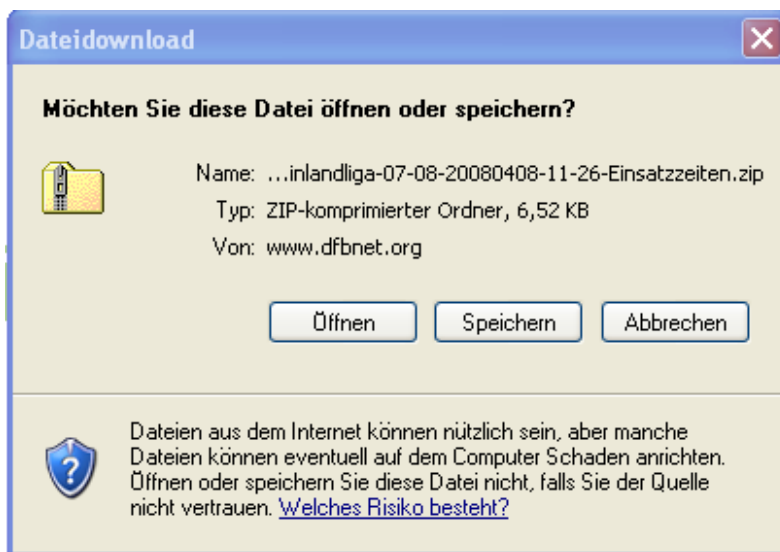 Dateidownload
Möchten Sie diese Datei öffnen oder speichern?
Name: ...inlandliga-07-08-20080408-11-26-Einsatzzeiten.zip
Typ: ZIP-komprimierter Ordner, 6,52 KB
Von: www.dfbnet.org
Öffnen Speichern Abbrechen
Dateien aus dem Internet können nützlich sein, aber manche
Dateien können eventuell auf dem Computer Schaden anrichten.
Öffnen oder speichern Sie diese Datei nicht, falls Sie der Quelle
nicht vertrauen. Welches Risiko besteht?